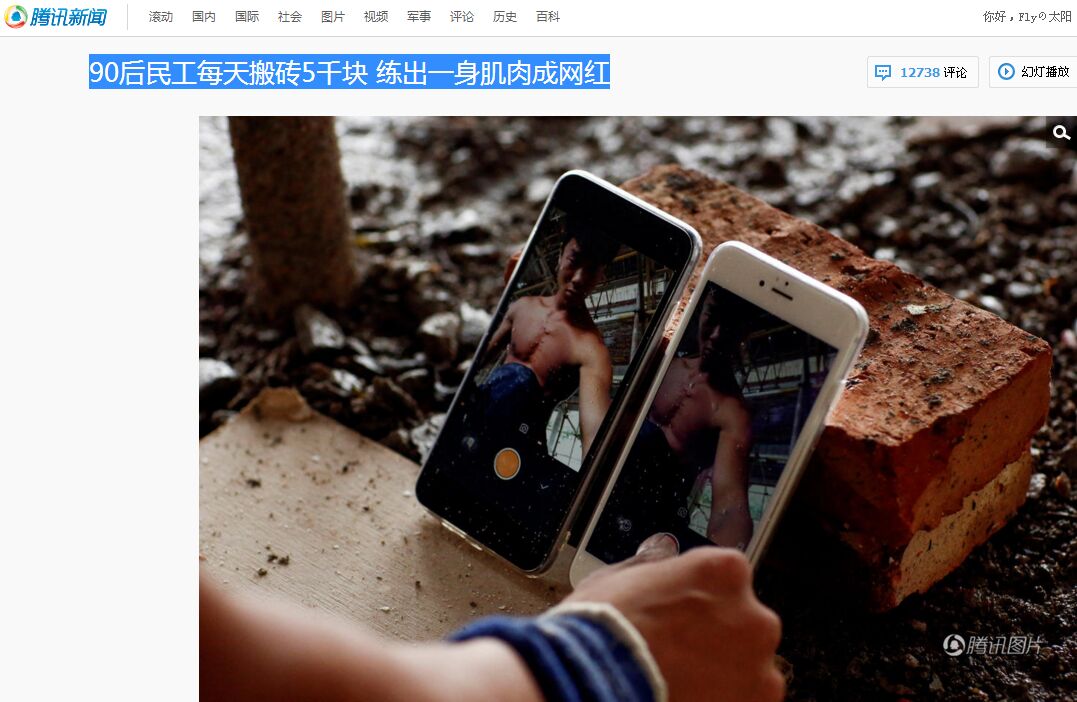 腾讯新闻 滚动 国内 国际 社会 图片 视频 军事 评论 历史 百科 你好，Flyの太阳
90后民工每天搬砖5千块 练出一身肌肉成网红 12738 评论 幻灯播放
腾讯图片